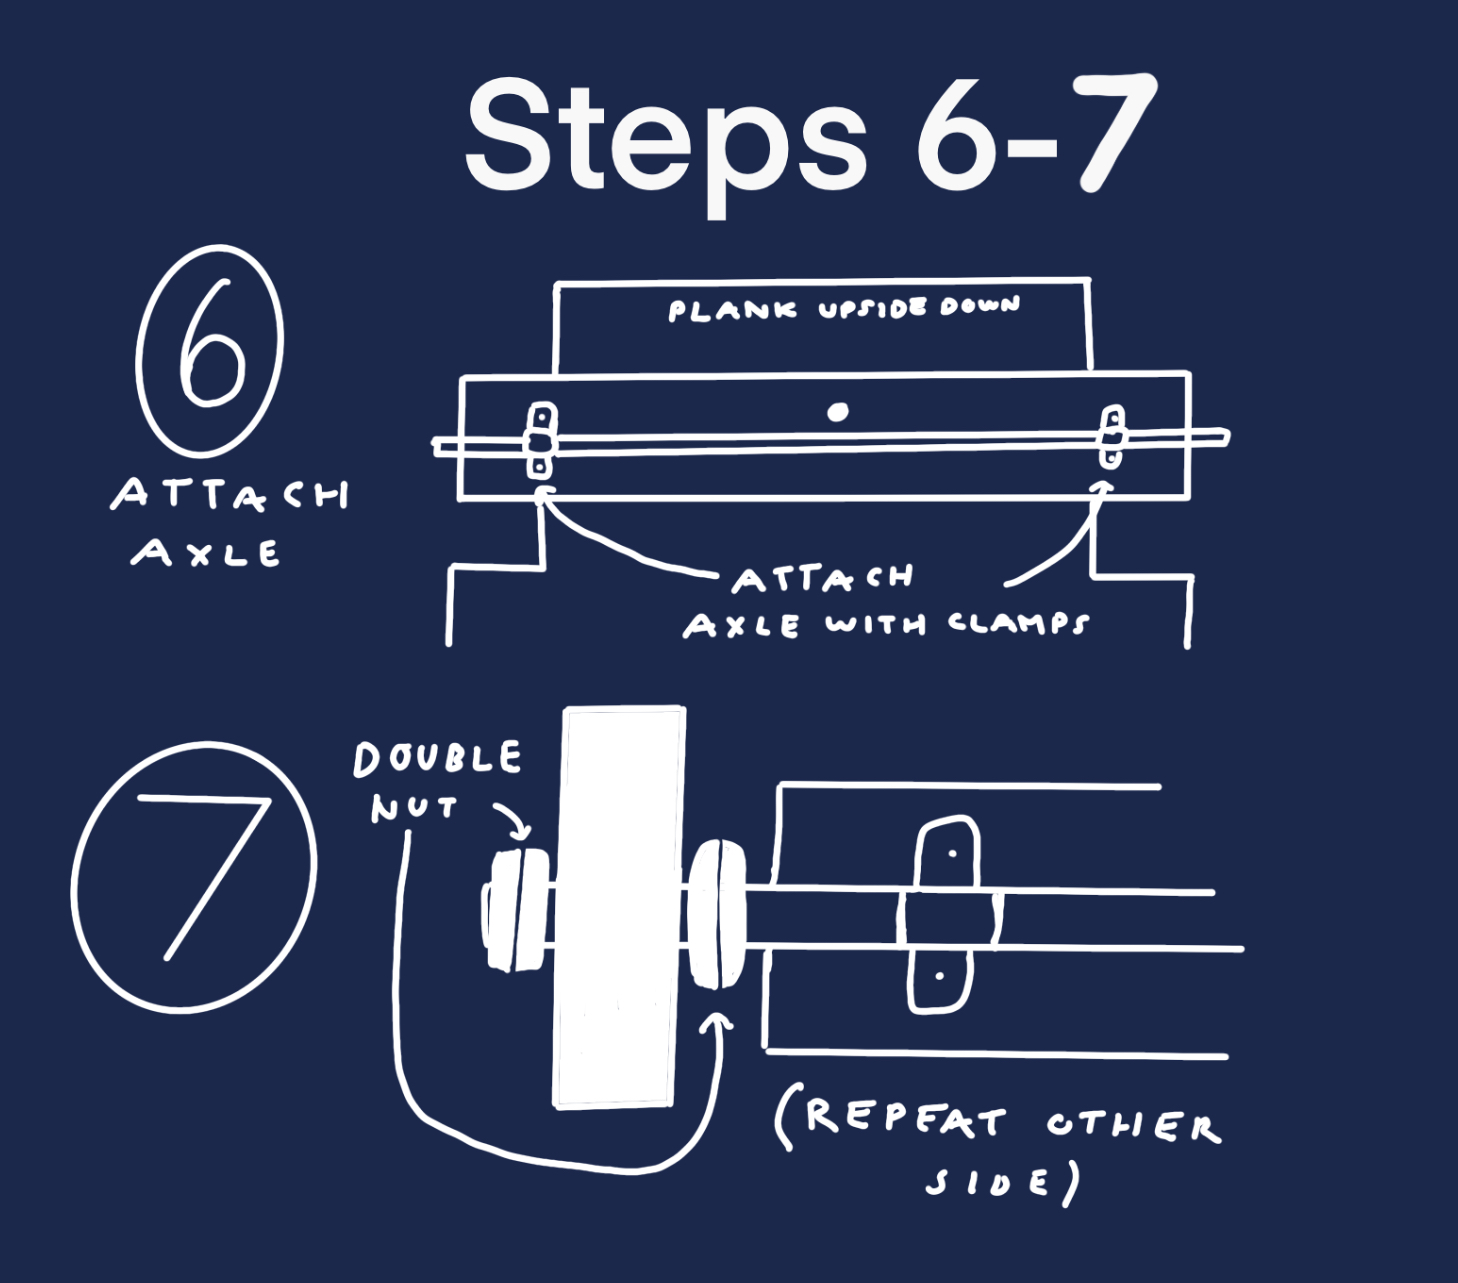 Steps 6-7
6
ATTACH
AXLE
PLANK UPSIDE DOWN
ATTACH
AXLE WITH CLAMPS
7
DOUBLE
NUT
(REPEAT OTHER
SIDE)